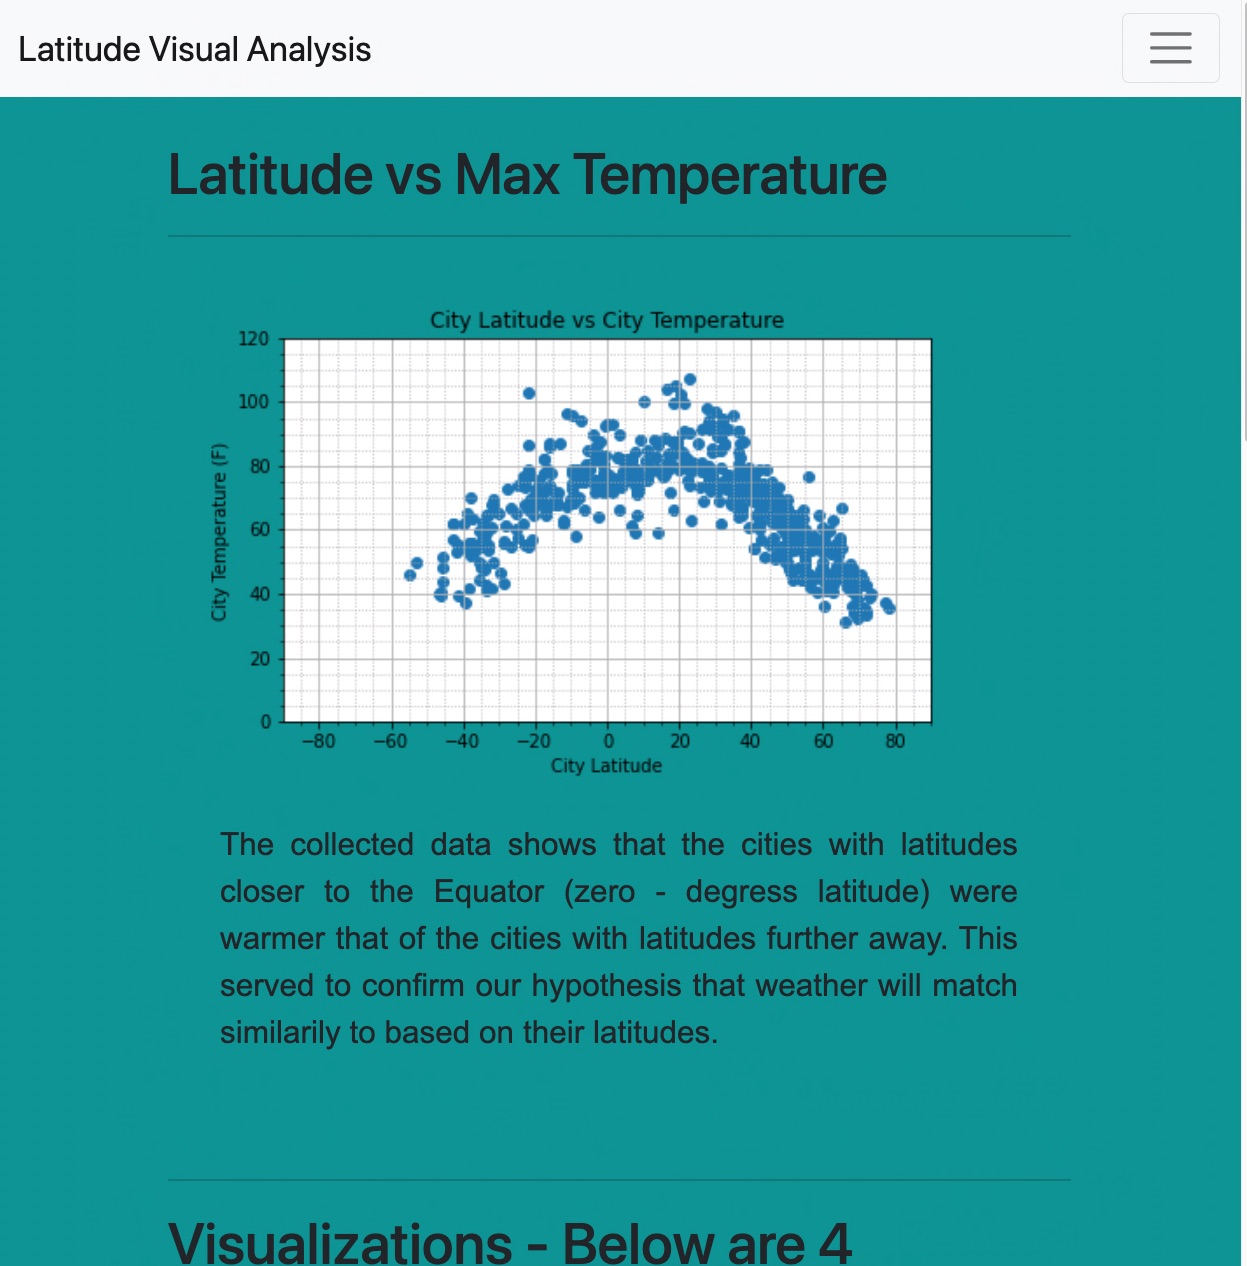 Latitude Visual Analysis
Latitude vs Max Temperature
City Latitude vs City Temperature
120
100
80
60
40
20
0
City Temperature (F)
−80 −60 −40 −20 0 20 40 60 80
City Latitude
The collected data shows that the cities with latitudes
closer to the Equator (zero - degress latitude) were
warmer that of the cities with latitudes further away. This
served to confirm our hypothesis that weather will match
similarily to based on their latitudes.
Visualizations - Below are 4